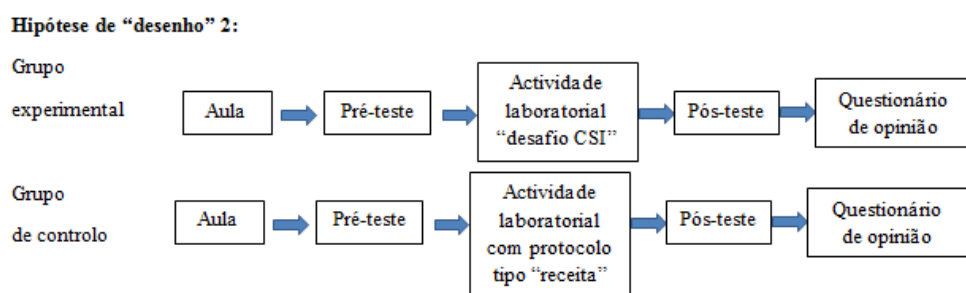 Hipótese de “desenho” 2:
Grupo
experimental
Aula
Pré-teste
Actividade
laboratorial
“desafio CSI”
Pós-teste
Questionário
de opinião
Grupo
de controlo
Aula
Pré-teste
Actividade
laboratorial
com protocolo
tipo “receita”
Pós-teste
Questionário
de opinião